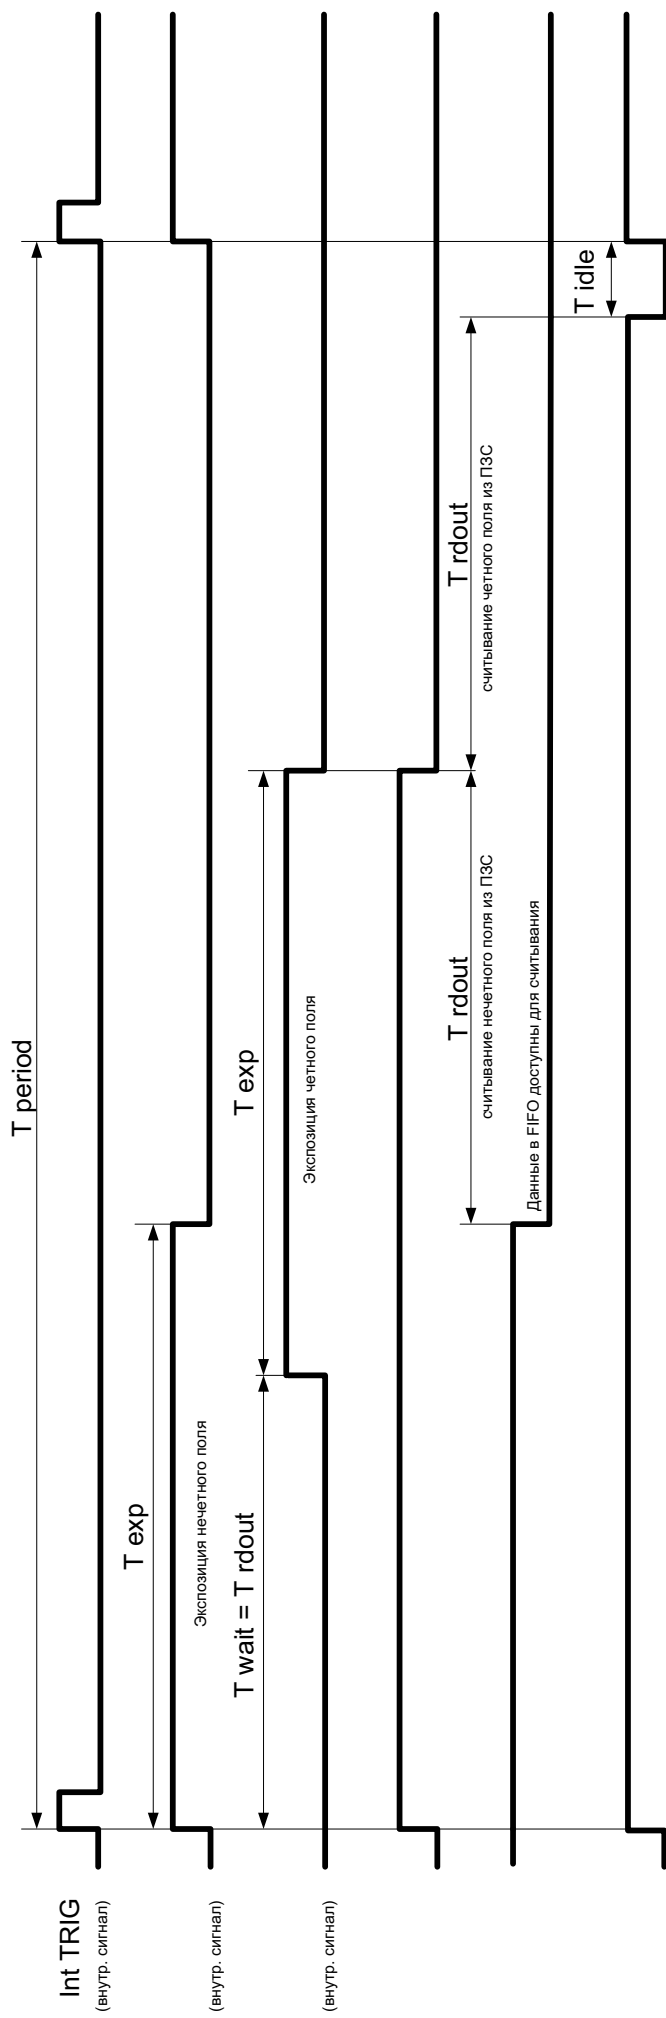 T period
Int TRIG
(внутр. сигнал)
T exp
Экспозиция нечетного поля
(внутр. сигнал)
T wait = T rdout
T exp
Экспозиция четного поля
(внутр. сигнал)
T rdout
считывание нечетного поля из ПЗС
T rdout
считывание четного поля из ПЗС
Данные в FIFO доступны для считывания
T idle